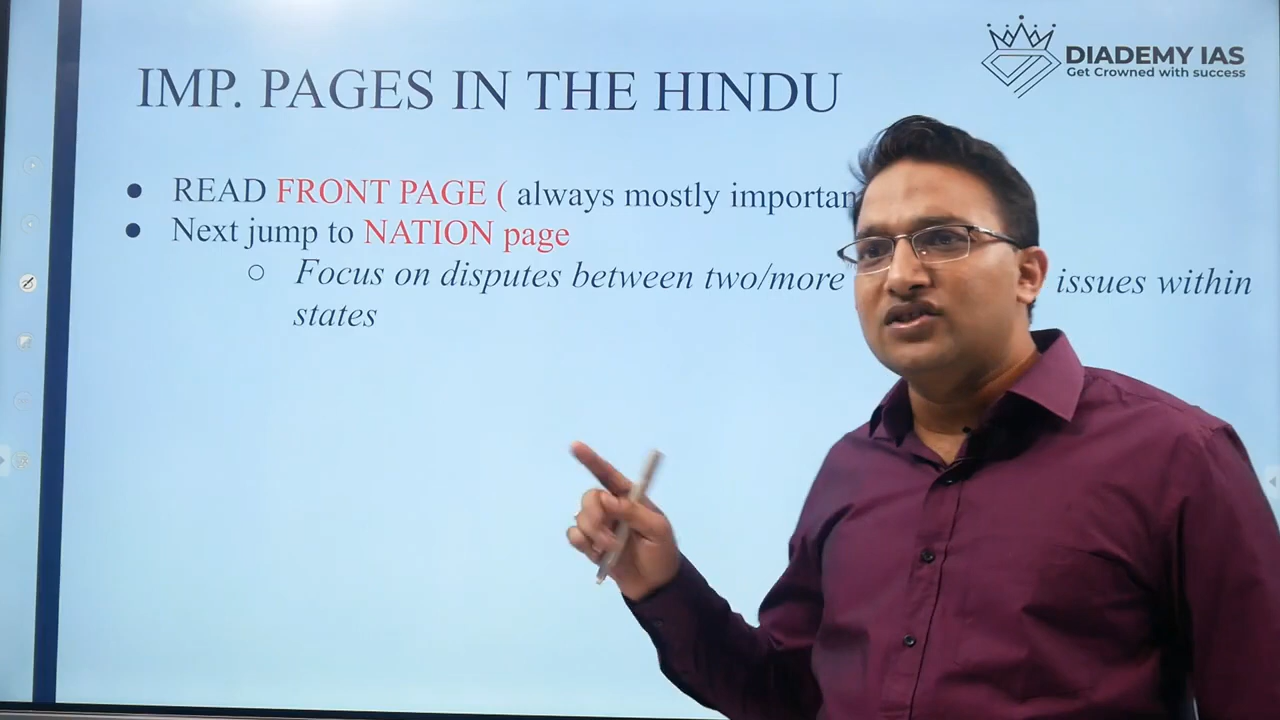 DIADEMY IAS
Get Crowned with success
IMP. PAGES IN THE HINDU
● READ FRONT PAGE ( always mostly importan
● Next jump to NATION page
○ Focus on disputes between two/more issues within
states